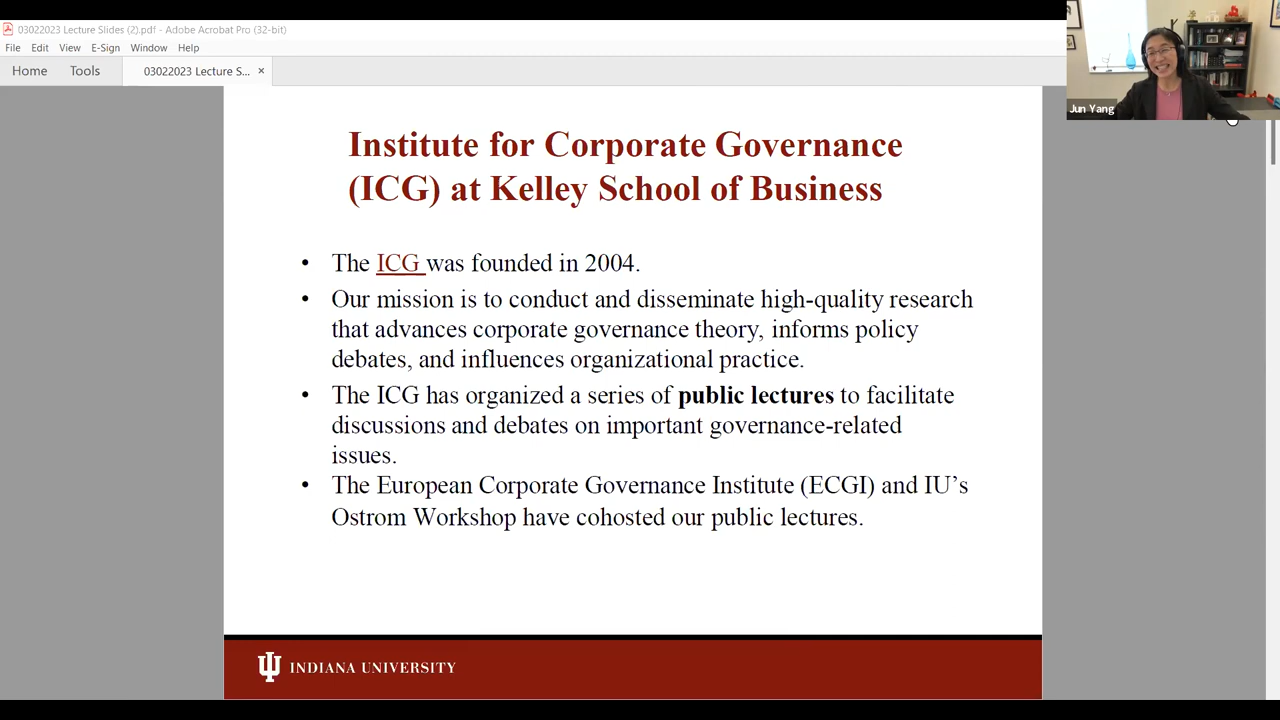 03022023 Lecture Slides (2).pdf - Adobe Acrobat Pro (32-bit)
File Edit View E-Sign Window Help
Home Tools 03022023 Lecture S... ×
Jun Yang
Institute for Corporate Governance
(ICG) at Kelley School of Business
• The ICG was founded in 2004.
• Our mission is to conduct and disseminate high-quality research
that advances corporate governance theory, informs policy
debates, and influences organizational practice.
• The ICG has organized a series of public lectures to facilitate
discussions and debates on important governance-related
issues.
• The European Corporate Governance Institute (ECGI) and IU’s
Ostrom Workshop have cohosted our public lectures.
INDIANA UNIVERSITY